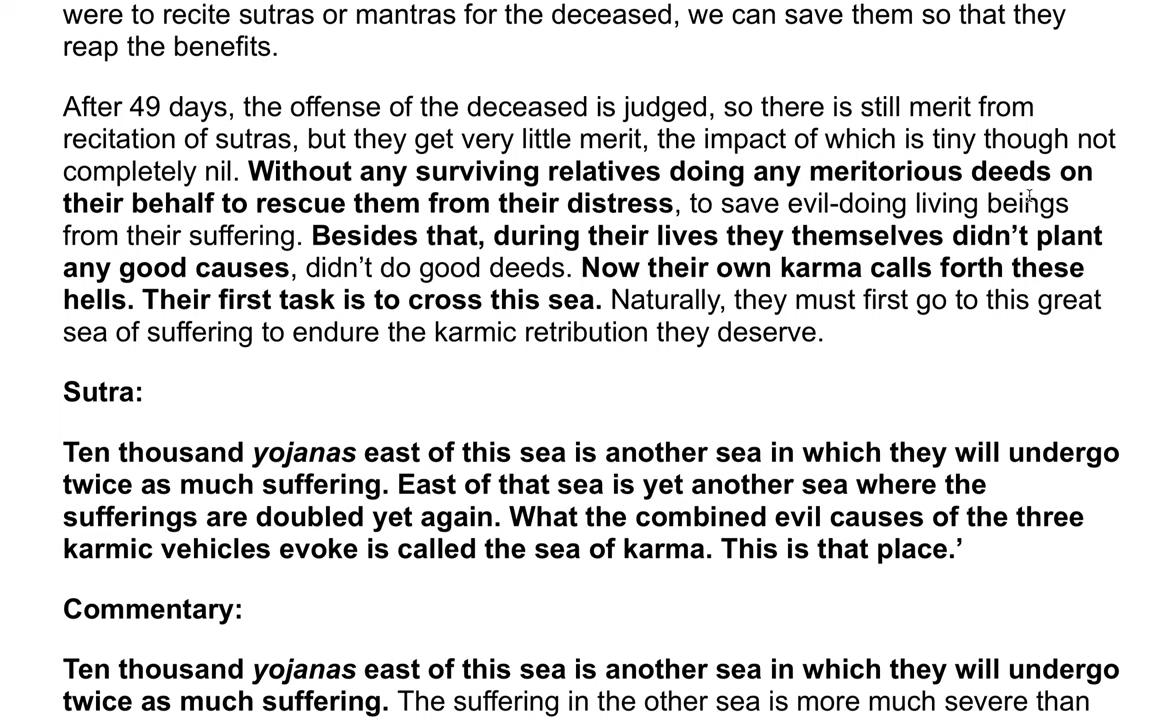 were to recite sutras or mantras for the deceased, we can save them so that they
reap the benefits.
After 49 days, the offense of the deceased is judged, so there is still merit from
recitation of sutras, but they get very little merit, the impact of which is tiny though not
completely nil. Without any surviving relatives doing any meritorious deeds on
their behalf to rescue them from their distress, to save evil-doing living beings
from their suffering. Besides that, during their lives they themselves didn’t plant
any good causes, didn’t do good deeds. Now their own karma calls forth these
hells. Their first task is to cross this sea. Naturally, they must first go to this great
sea of suffering to endure the karmic retribution they deserve.
Sutra:
Ten thousand yojanas east of this sea is another sea in which they will undergo
twice as much suffering. East of that sea is yet another sea where the
sufferings are doubled yet again. What the combined evil causes of the three
karmic vehicles evoke is called the sea of karma. This is that place.’
Commentary:
Ten thousand yojanas east of this sea is another sea in which they will undergo
twice as much suffering. The suffering in the other sea is more much severe than